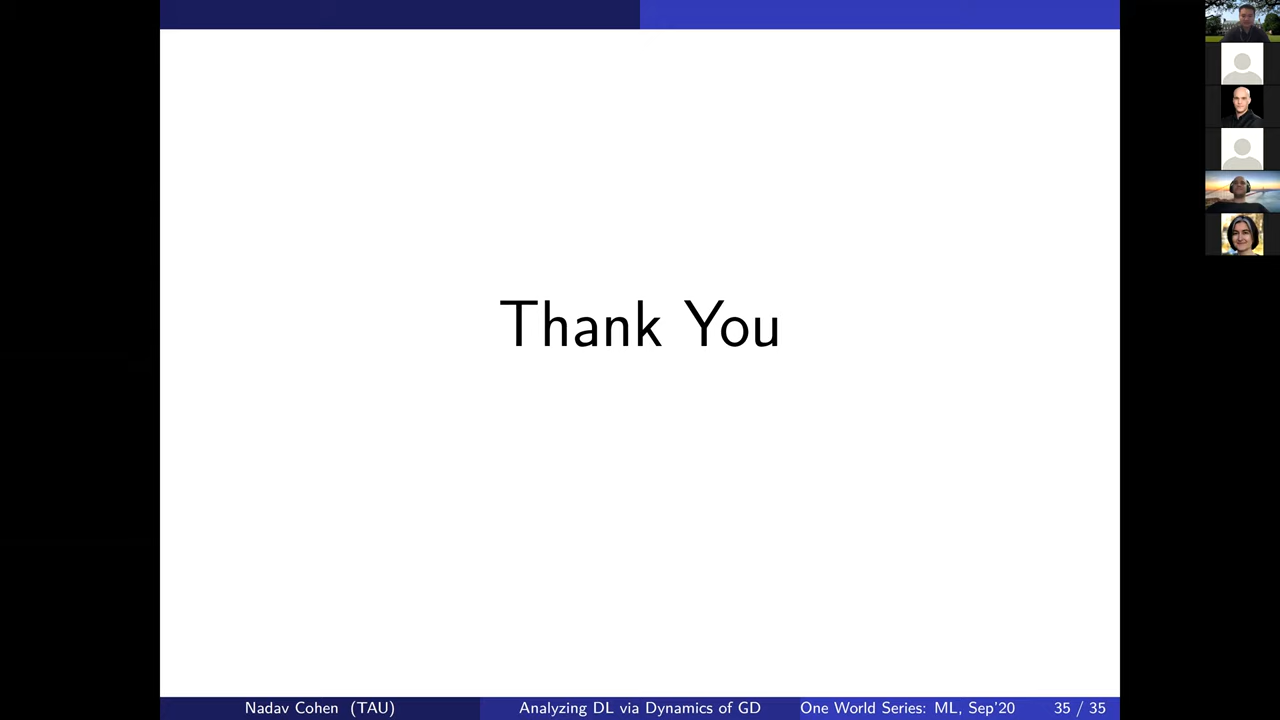 Thank You
Nadav Cohen (TAU) Analyzing DL via Dynamics of GD One World Series: ML, Sep'20 35 / 35